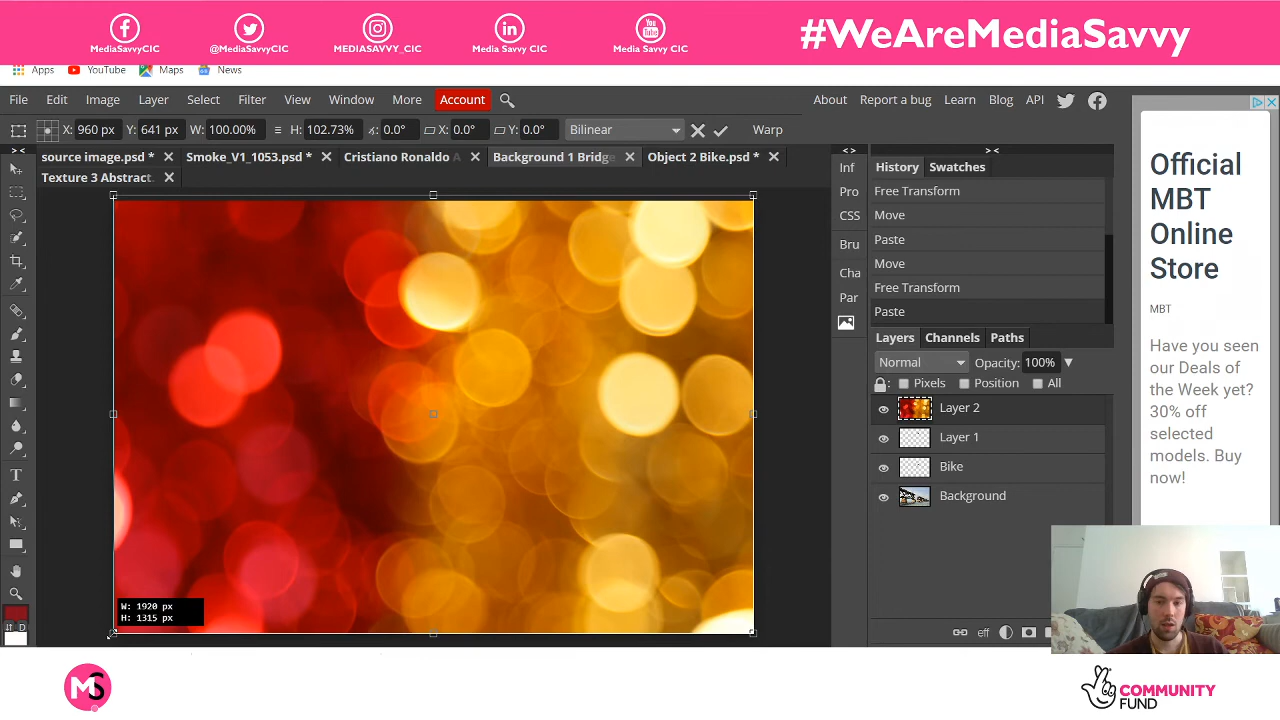 MediaSavvyCIC @MediaSavvyCIC MEDIASAVVY_CIC Media Savvy CIC You Tube Media Savvy CIC #WeAreMediaSavvy
Apps YouTube Maps News
File Edit Image Layer Select Filter View Window More Account About Report a bug Learn Blog API
X: 960 px Y: 641 px W: 100.00% H: 102.73% 0.0° X: 0.0° Y: 0.0° Bilinear Warp
source image.psd * Smoke_V1_1053.psd * Cristiano Ronaldo Background 1 Bridge Object 2 Bike.psd *
Texture 3 Abstract
> < < > > <
Inf
Pro
CSS
Bru
Cha
Par
History Swatches
Free Transform
Move
Paste
Move
Free Transform
Paste
Layers Channels Paths
Normal Opacity: 100%
Pixels Position All
Layer 2
Layer 1
Bike
Background
eff
W: 1920 px
H: 1315 px
D
Official
MBT
Online
Store
MBT
Have you seen
our Deals of
the Week yet?
30% off
selected
models. Buy
now!
MS
COMMUNITY
FUND